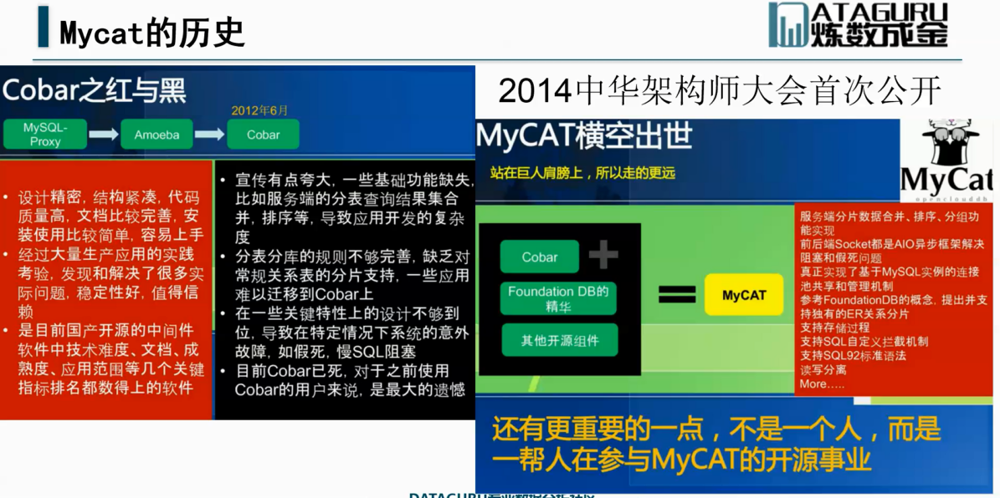 Mycat的历史
DATAGURU
炼数成金
Cobar之红与黑
2012年6月
MySQL-
Proxy
Amoeba
Cobar
• 设计精密, 结构紧凑, 代码
质量高, 文档比较完善, 安
装使用比较简单, 容易上手
• 经过大量生产应用的实践
考验, 发现和解决了很多实
际问题, 稳定性好, 值得信
赖
• 是目前国产开源的中间件
软件中技术难度、文档、成
熟度、应用范围等几个关键
指标排名都数得上的软件
• 宣传有点夸大, 一些基础功能缺失,
比如服务端的分表查询结果集合
并, 排序等, 导致应用开发的复杂
度
• 分表分库的规则不够完善, 缺乏对
常规关系表的分片支持, 一些应用
难以迁移到Cobar上
• 在一些关键特性上的设计不够到
位, 导致在特定情况下系统的意外
故障, 如假死, 慢SQL阻塞
• 目前Cobar已死, 对于之前使用
Cobar的用户来说, 是最大的遗憾
2014中华架构师大会首次公开
MyCAT横空出世
站在巨人肩膀上，所以走的更远
MyCat
openclouddb
Cobar
Foundation DB的
精华
其他开源组件
MyCAT
服务端分片数据合并、排序、分组功
能实现
前后端Socket都是AIO异步框架解决
阻塞和假死问题
真正实现了基于MySQL实例的连接
池共享和管理机制
参考FoundationDB的概念, 提出并支
持独有的ER关系分片
支持存储过程
支持SQL自定义拦截机制
支持SQL92标准语法
读写分离
More…..
还有更重要的一点，不是一个人，而是
一帮人在参与MyCAT的开源事业
DATAGURU专业数据分析社区